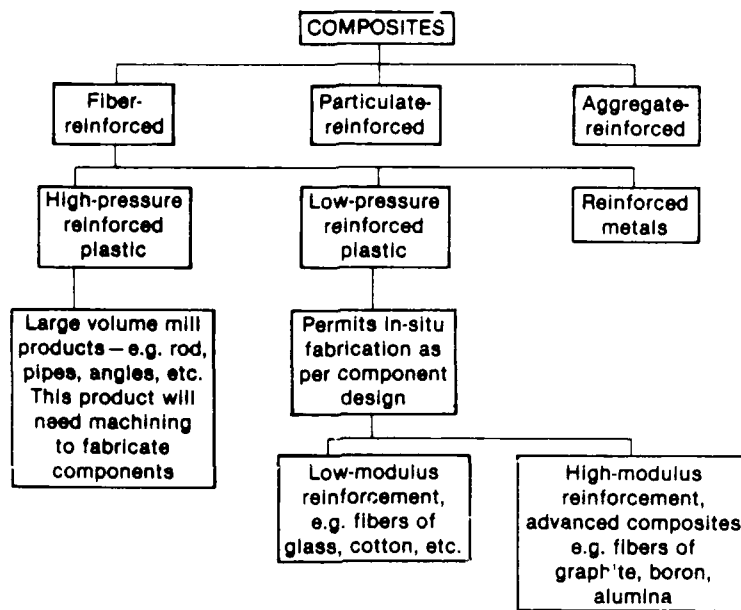 COMPOSITES
Fiber-
reinforced
Particulate-
reinforced
Aggregate-
reinforced
High-pressure
reinforced
plastic
Low-pressure
reinforced
plastic
Reinforced
metals
Large volume mill
products—e.g. rod,
pipes, angles, etc.
This product will
need machining
to fabricate
components
Permits in-situ
fabrication as
per component
design
Low-modulus
reinforcement,
e.g. fibers of
glass, cotton, etc.
High-modulus
reinforcement,
advanced composites
e.g. fibers of
graphite, boron,
alumina